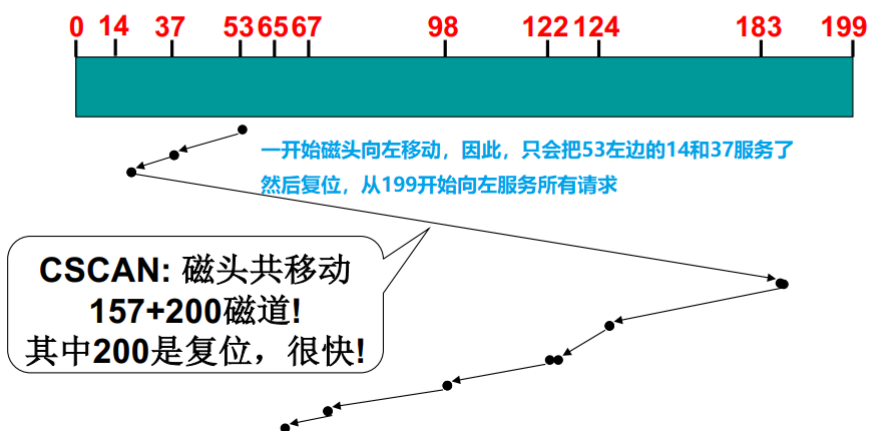 0 14 37 53 65 67 98 122 124 183 199
一开始磁头向左移动，因此，只会把53左边的14和37服务了
然后复位，从199开始向左服务所有请求
CSCAN: 磁头共移动
157+200磁道!
其中200是复位，很快!